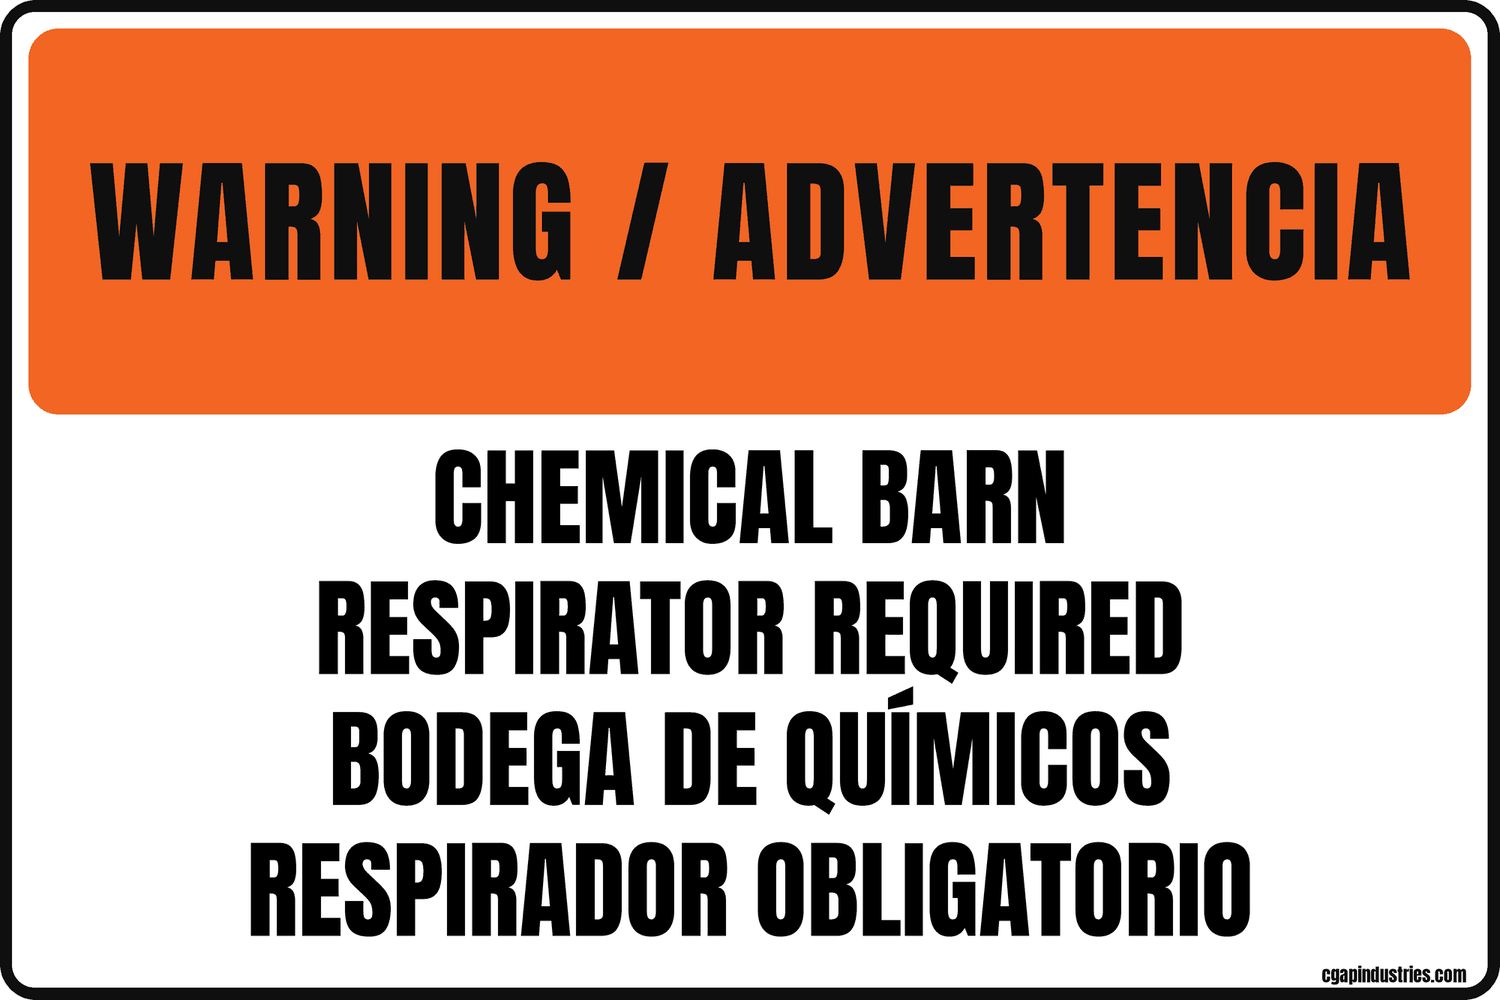 WARNING / ADVERTENCIA
CHEMICAL BARN
RESPIRATOR REQUIRED
BODEGA DE QUÍMICOS
RESPIRADOR OBLIGATORIO
cgapindustries.com